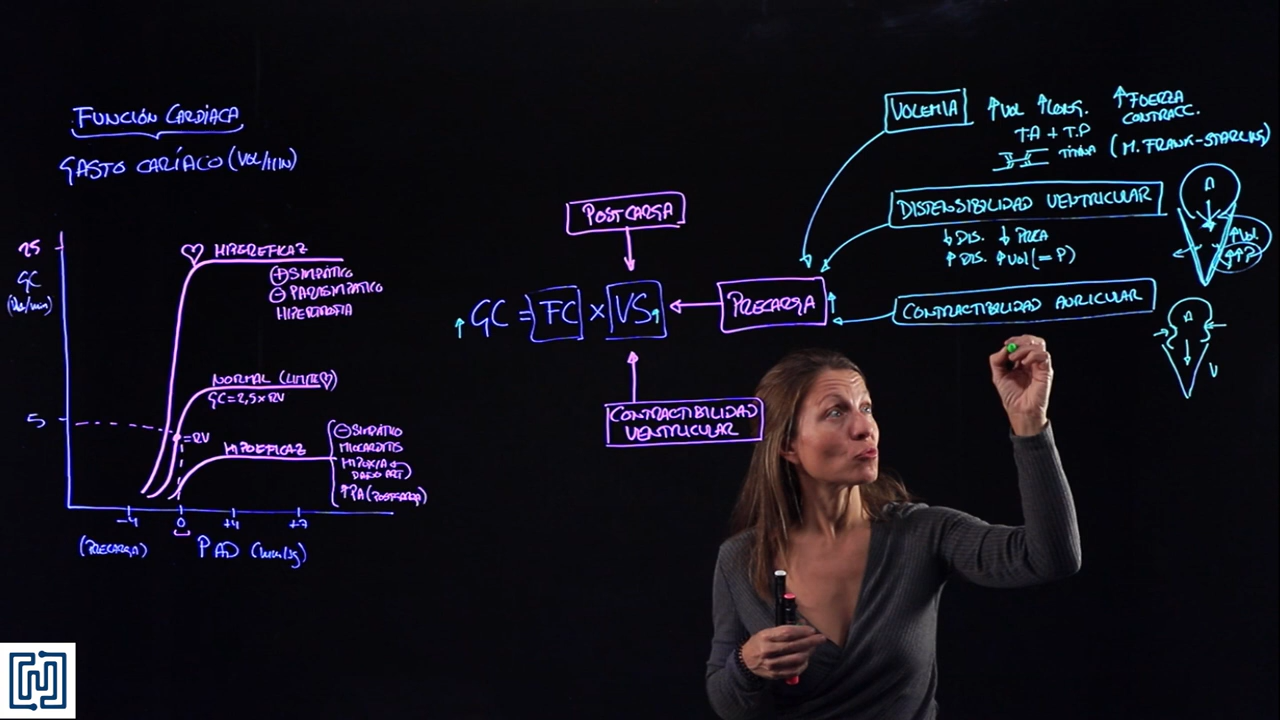 FUNCIÓN CARDÍACA
GASTO CARÍACO (VOL/MIN)
25
GC
(VOL/MIN)
5
HIPEREFICAZ
+ SIMPÁTICO
- PARASIMPÁTICO
HIPERTROFIA
NORMAL (LIMITE ♡)
GC=2,5×RV
=RV
HIPOEFICAZ
- SIMPÁTICO
MIOCARDITIS
HIPOXIA
DAÑO ART)
↑PA (POSTCARGA)
-4 0 +4 +7
(PRECARGA) PAD (mmHg)
POSTCARGA
↑ GC = FC × VS↑
PRECARGA ↑
CONTRACTIBILIDAD
VENTRICULAR
VOLEMIA
↑VOL ↑LONG. ↑FUERZA
CONTRACC.
T.A + T.P
TITINA (M. FRANK-STARLING)
DISTENSIBILIDAD VENTRICULAR
↓DIS. ↓PRCA
↑DIS. ↑VOL (=P)
A
↑VOL
↑↑P
CONTRACTIBILIDAD AURICULAR
A
V